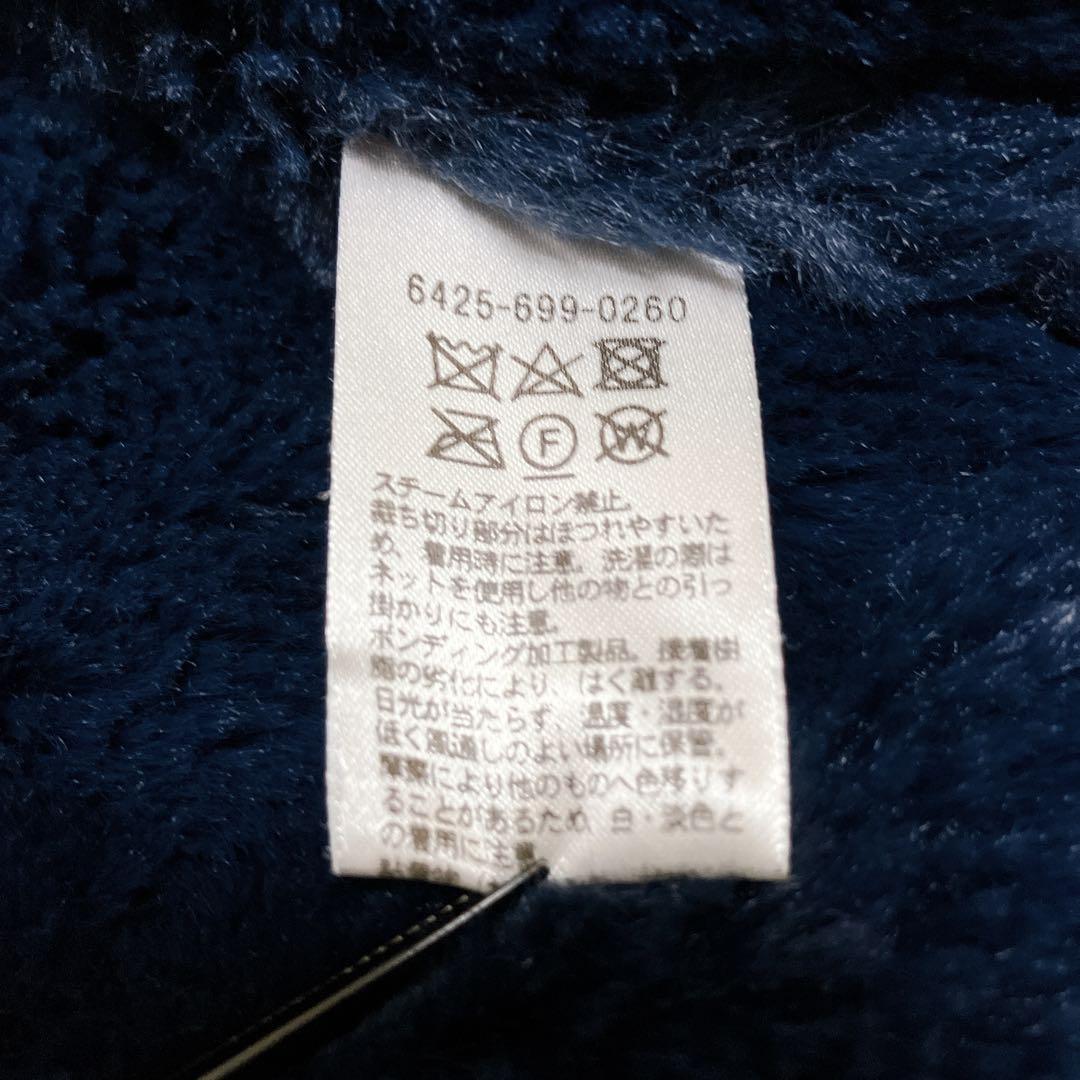 6425-699-0260
F
W
スチームアイロン禁止。
裁ち切り部分はほつれやすいた
め、着用時に注意。洗濯の際は
ネットを使用し他の物との引っ
掛かりにも注意。
ボンディング加工製品。接着樹
脂の劣化により、はく離する。
日光が当たらず、温度・湿度が
ほく風通しのよい場所に保管。
摩擦により他のものへ色移りす
ることがあるため、白・淡色と
の着用に注意